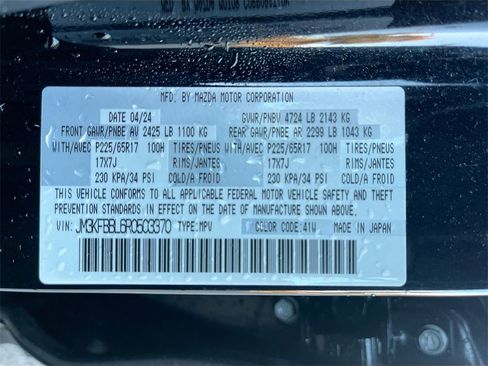 MFD. BY MAZDA MOTOR CORPORATION
DATE 04/24 GVWR/PNBV 4724 LB 2143 KG
FRONT GAWR/PNBE AV 2425 LB 1100 KG REAR GAWR/PNBE AR 2299 LB 1043 KG
WITH/AVEC P225/65R17 100H TIRES/PNEUS WITH/AVEC P225/65R17 100H TIRES/PNEUS
17X7J RIMS/JANTES 17X7J RIMS/JANTES
230 KPA/34 PSI COLD/A FROID 230 KPA/34 PSI COLD/A FROID
THIS VEHICLE CONFORMS TO ALL APPLICABLE FEDERAL MOTOR VEHICLE SAFETY, BUMPER, AND THEFT
PREVENTION STANDARDS IN EFFECT ON THE DATE OF MANUFACTURE SHOWN ABOVE.
VIN: JM3KFBBL6R0503370 TYPE:MPV COLOR CODE:41W MADE IN JAPAN